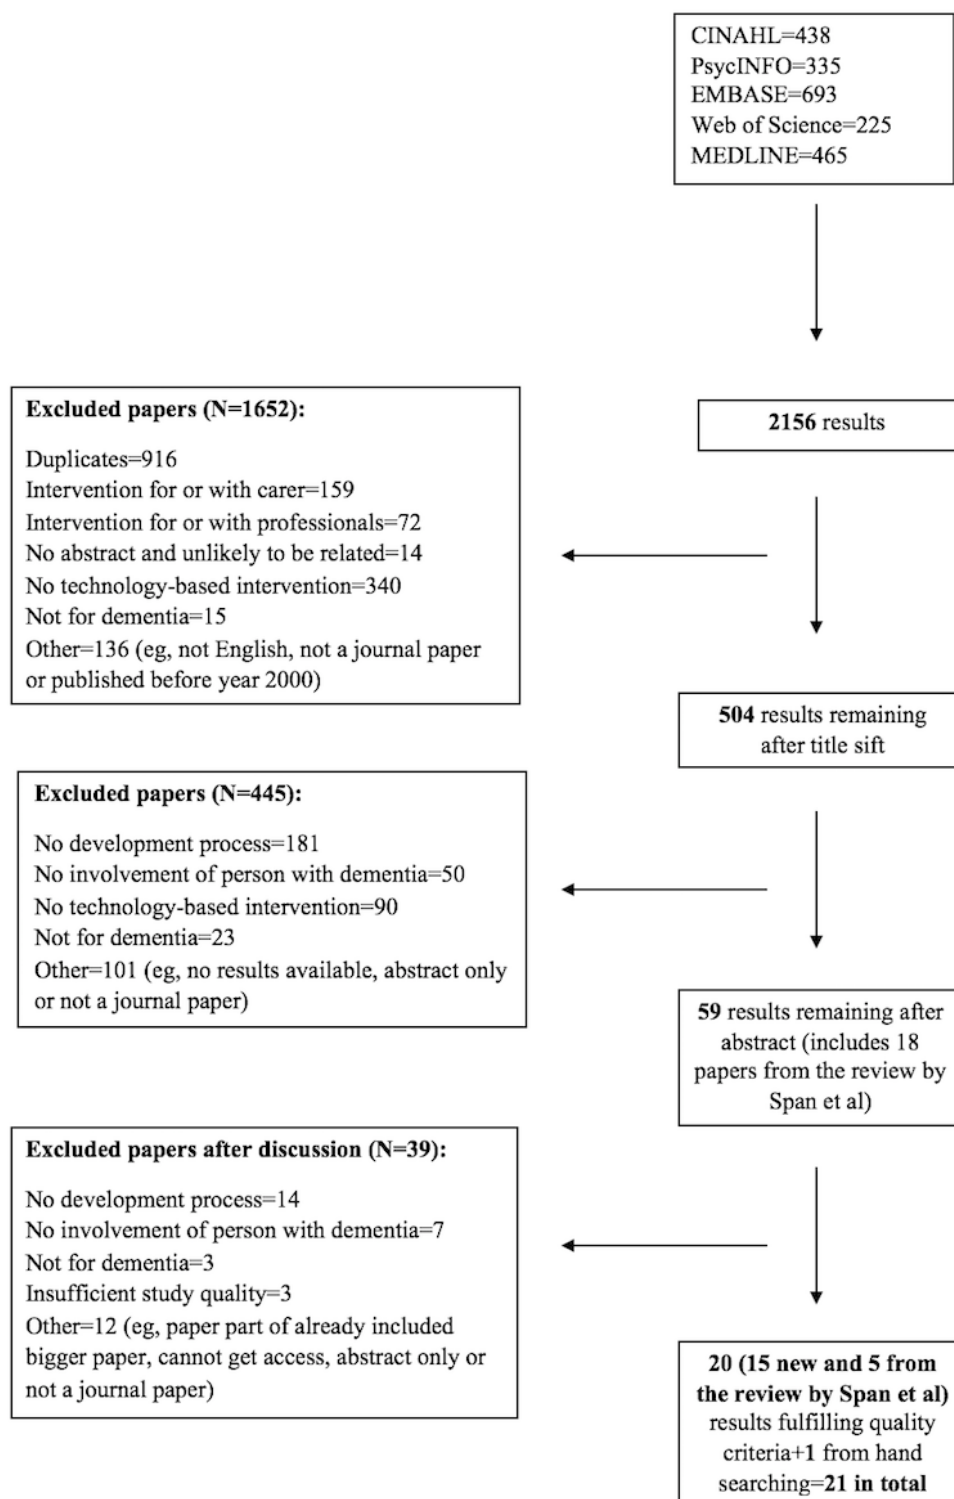 CINAHL=438
PsycINFO=335
EMBASE=693
Web of Science=225
MEDLINE=465
2156 results
Excluded papers (N=1652):
Duplicates=916
Intervention for or with carer=159
Intervention for or with professionals=72
No abstract and unlikely to be related=14
No technology-based intervention=340
Not for dementia=15
Other=136 (eg, not English, not a journal paper
or published before year 2000)
504 results remaining
after title sift
Excluded papers (N=445):
No development process=181
No involvement of person with dementia=50
No technology-based intervention=90
Not for dementia=23
Other=101 (eg, no results available, abstract only
or not a journal paper)
59 results remaining after
abstract (includes 18
papers from the review by
Span et al)
Excluded papers after discussion (N=39):
No development process=14
No involvement of person with dementia=7
Not for dementia=3
Insufficient study quality=3
Other=12 (eg, paper part of already included
bigger paper, cannot get access, abstract only or
not a journal paper)
20 (15 new and 5 from
the review by Span et al)
results fulfilling quality
criteria+1 from hand
searching=21 in total